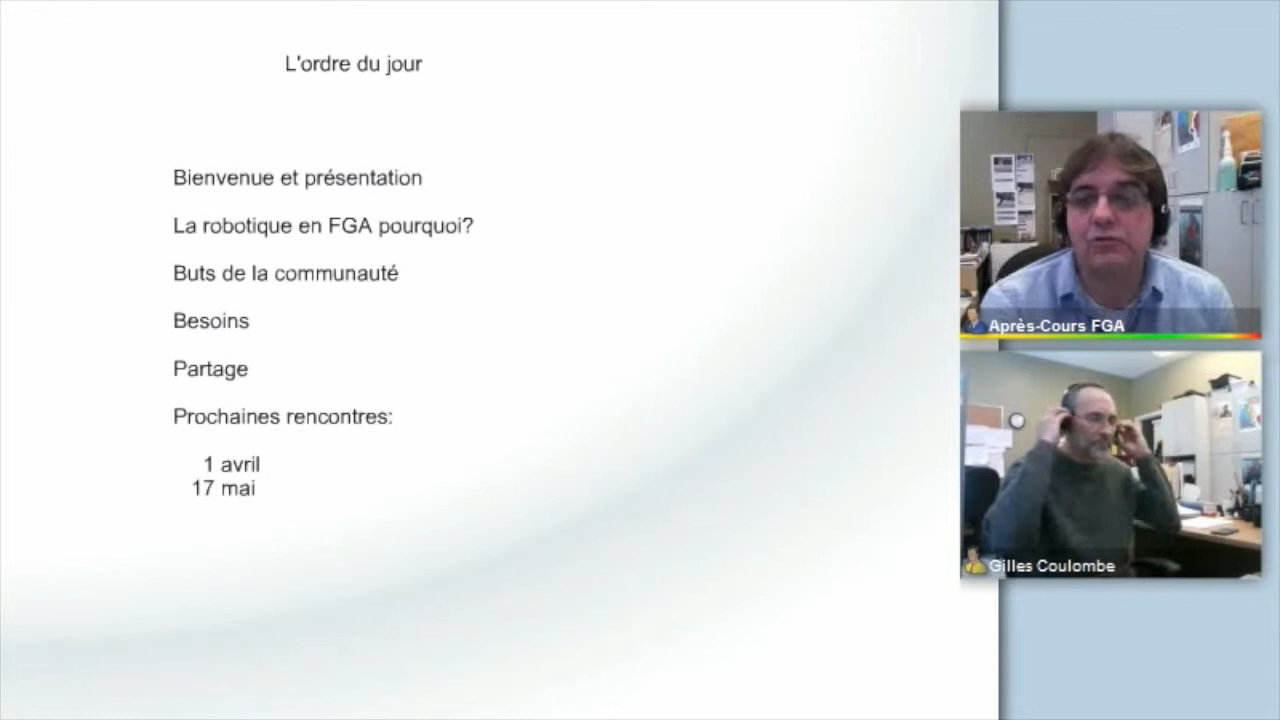 L'ordre du jour
Bienvenue et présentation
La robotique en FGA pourquoi?
Buts de la communauté
Besoins
Partage
Prochaines rencontres:
1 avril
17 mai
Après-Cours FGA
Gilles Coulombe